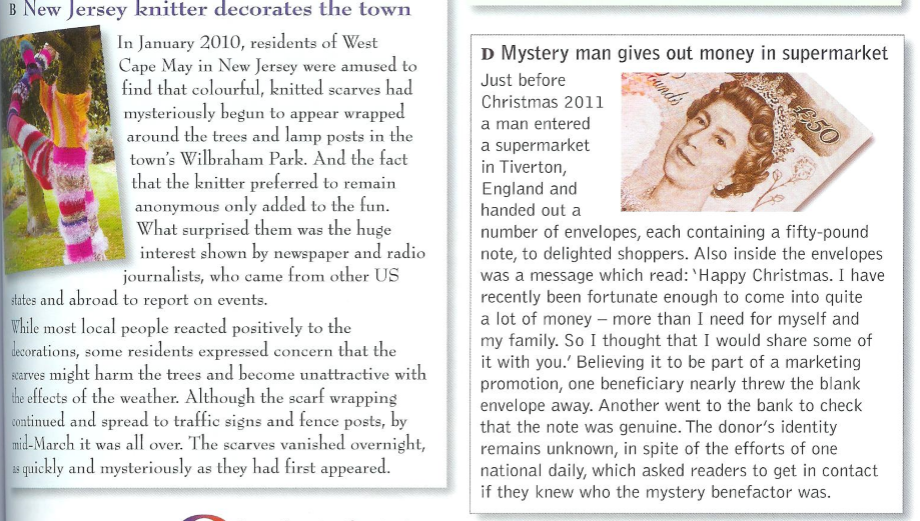 B New Jersey knitter decorates the town
In January 2010, residents of West
Cape May in New Jersey were amused to
find that colourful, knitted scarves had
mysteriously begun to appear wrapped
around the trees and lamp posts in the
town's Wilbraham Park. And the fact
that the knitter preferred to remain
anonymous only added to the fun.
What surprised them was the huge
interest shown by newspaper and radio
journalists, who came from other US
states and abroad to report on events.
While most local people reacted positively to the
decorations, some residents expressed concern that the
scarves might harm the trees and become unattractive with
the effects of the weather. Although the scarf wrapping
continued and spread to traffic signs and fence posts, by
mid-March it was all over. The scarves vanished overnight,
as quickly and mysteriously as they had first appeared.
D Mystery man gives out money in supermarket
Just before
Christmas 2011
a man entered
a supermarket
in Tiverton,
England and
handed out a
number of envelopes, each containing a fifty-pound
note, to delighted shoppers. Also inside the envelopes
was a message which read: 'Happy Christmas. I have
recently been fortunate enough to come into quite
a lot of money – more than I need for myself and
my family. So I thought that I would share some of
it with you.' Believing it to be part of a marketing
promotion, one beneficiary nearly threw the blank
envelope away. Another went to the bank to check
that the note was genuine. The donor's identity
remains unknown, in spite of the efforts of one
national daily, which asked readers to get in contact
if they knew who the mystery benefactor was.
Pounds
£50